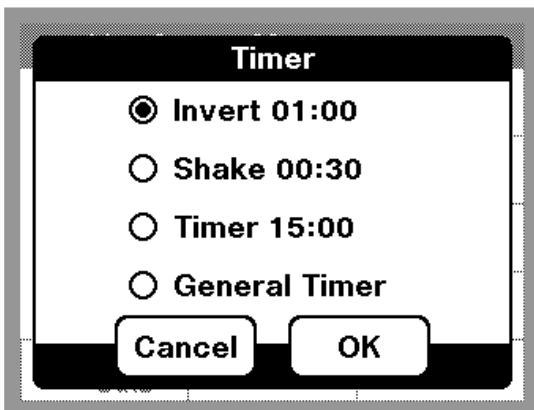 Timer
Invert 01:00
Shake 00:30
Timer 15:00
General Timer
Cancel OK